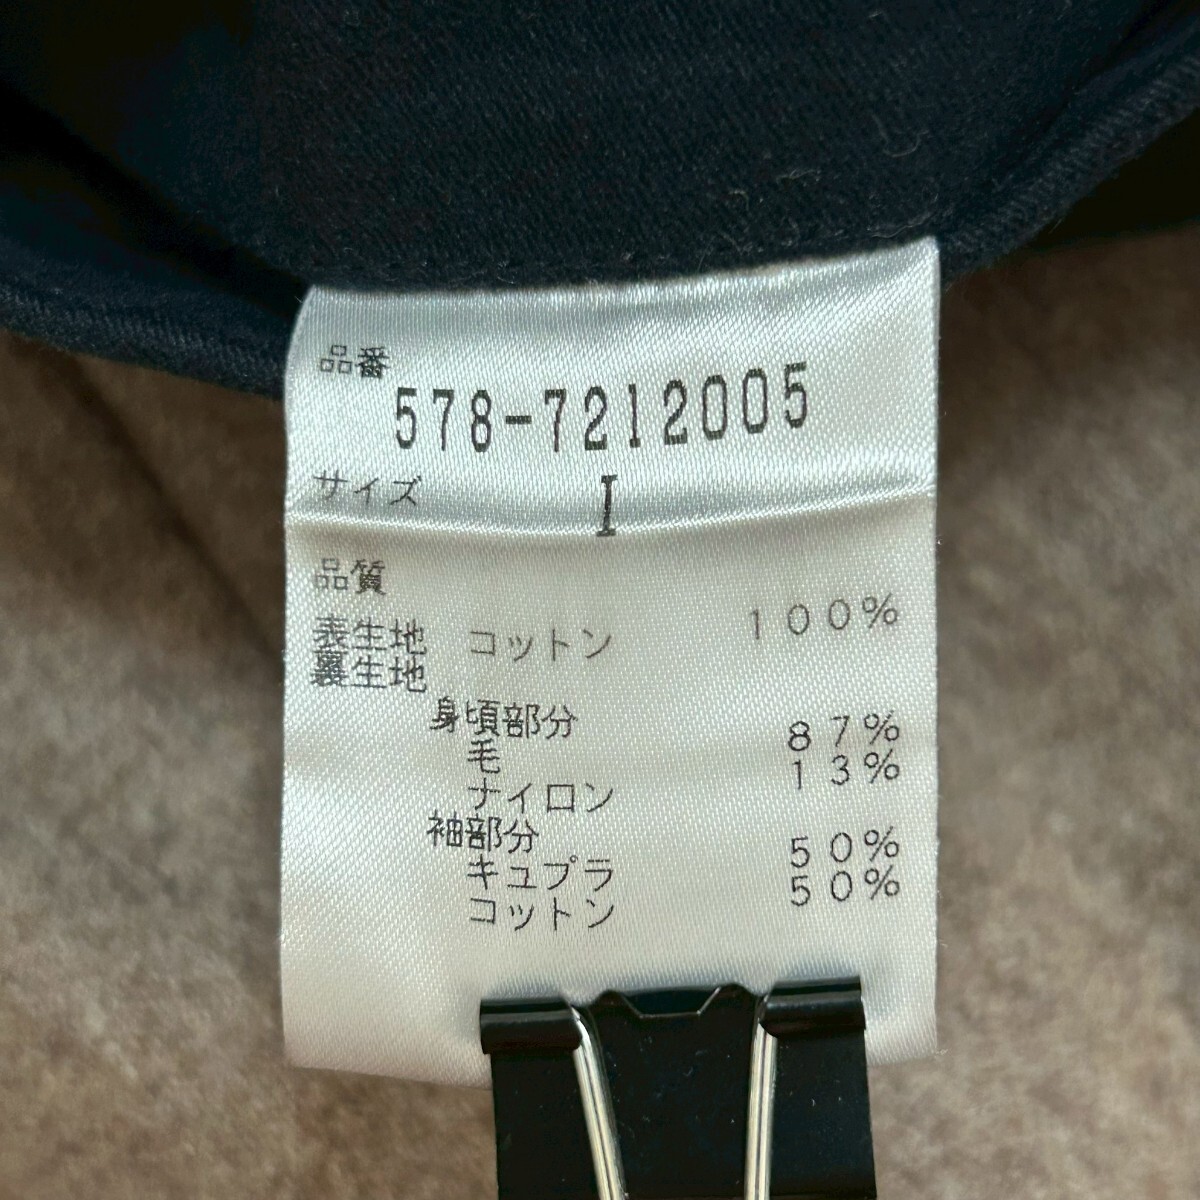 品番
578-7212005
サイズ I
品質
表生地 コットン 100%
裏生地
身頃部分
毛 87%
ナイロン 13%
袖部分
キュプラ 50%
コットン 50%